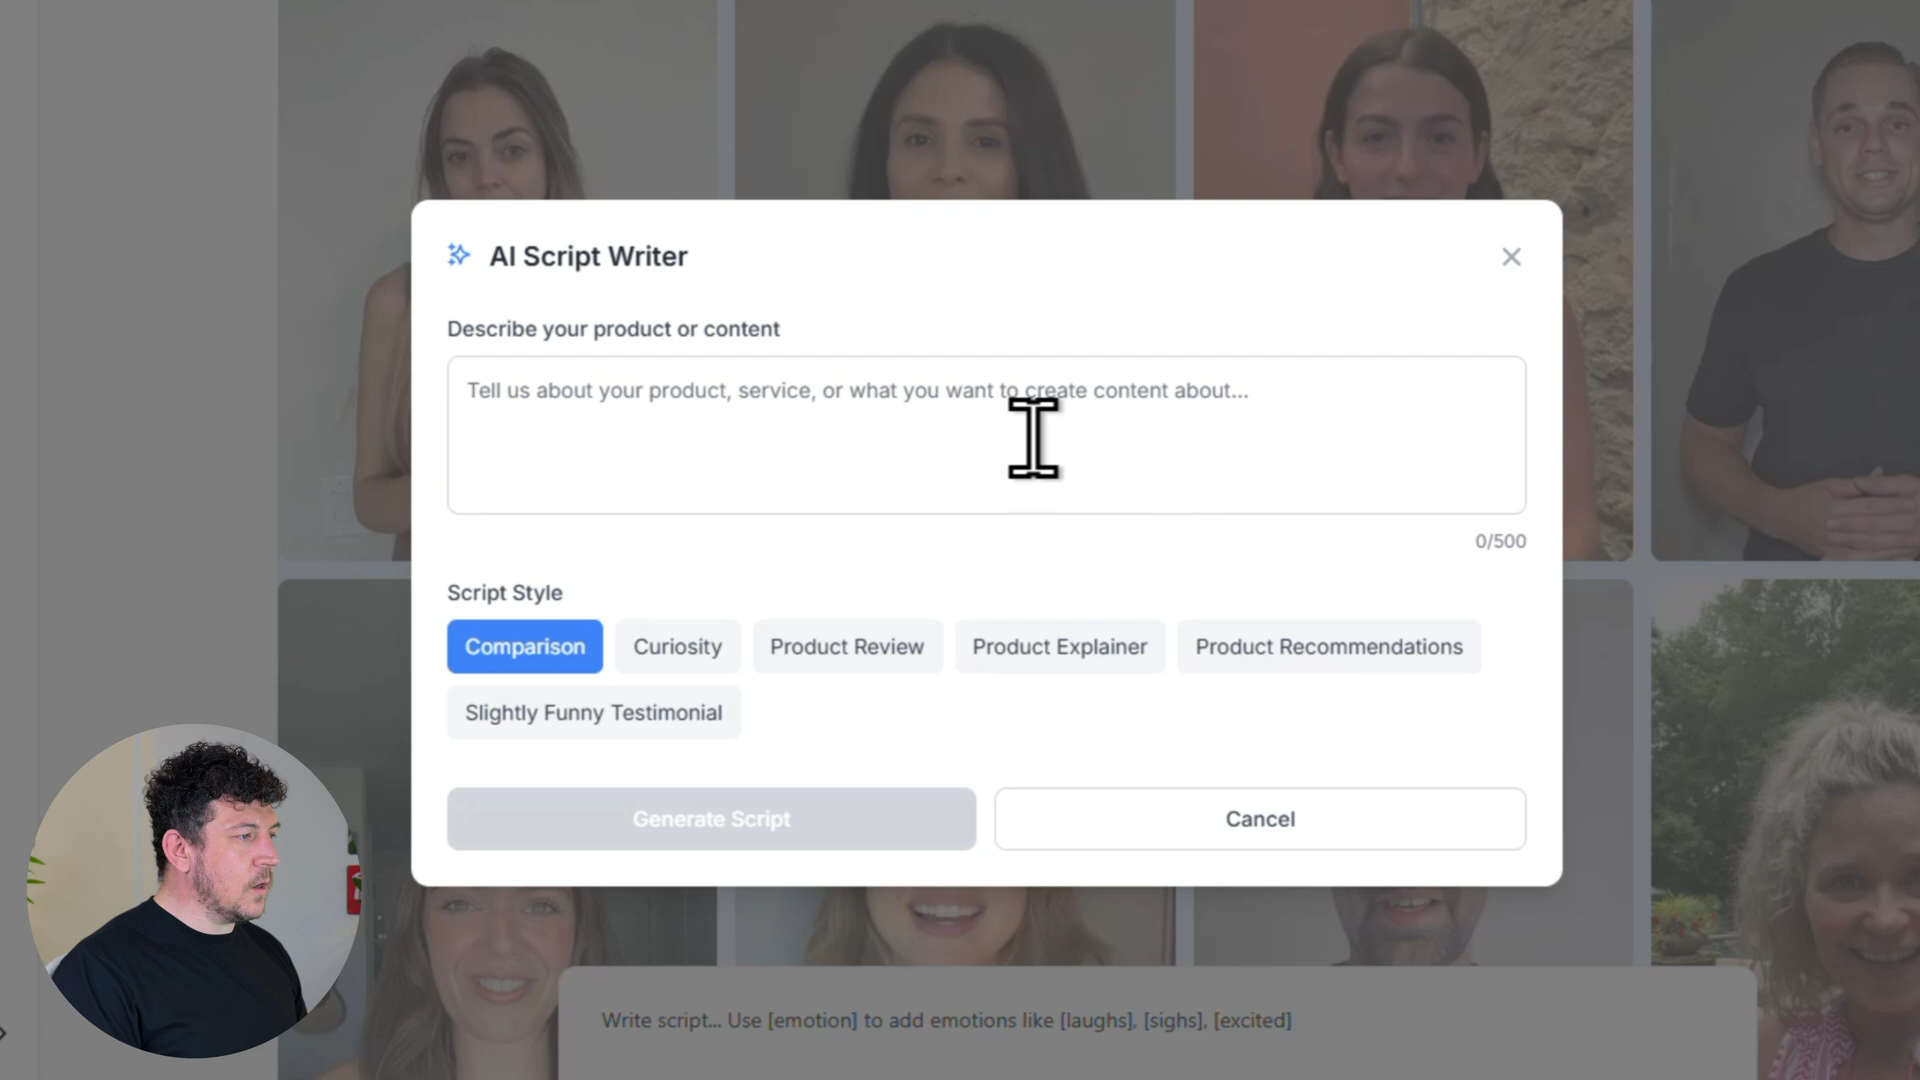 AI Script Writer
Describe your product or content
Tell us about your product, service, or what you want to create content about...
0/500
Script Style
Comparison
Curiosity
Product Review
Product Explainer
Product Recommendations
Slightly Funny Testimonial
Generate Script
Cancel
Write script... Use [emotion] to add emotions like [laughs], [sighs], [excited]